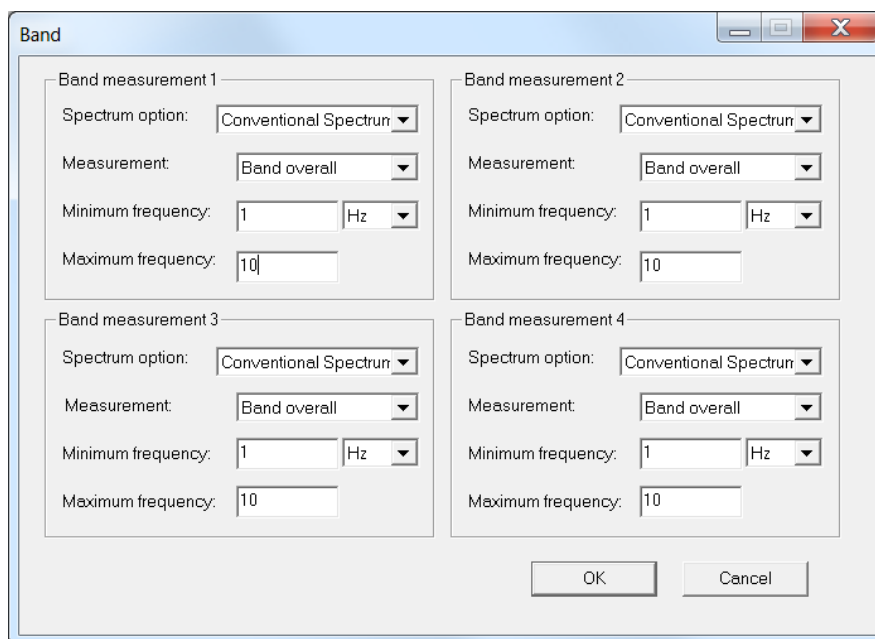 Band
Band measurement 1
Spectrum option: Conventional Spectrum
Measurement: Band overall
Minimum frequency: 1 Hz
Maximum frequency: 10
Band measurement 2
Spectrum option: Conventional Spectrum
Measurement: Band overall
Minimum frequency: 1 Hz
Maximum frequency: 10
Band measurement 3
Spectrum option: Conventional Spectrum
Measurement: Band overall
Minimum frequency: 1 Hz
Maximum frequency: 10
Band measurement 4
Spectrum option: Conventional Spectrum
Measurement: Band overall
Minimum frequency: 1 Hz
Maximum frequency: 10
OK Cancel